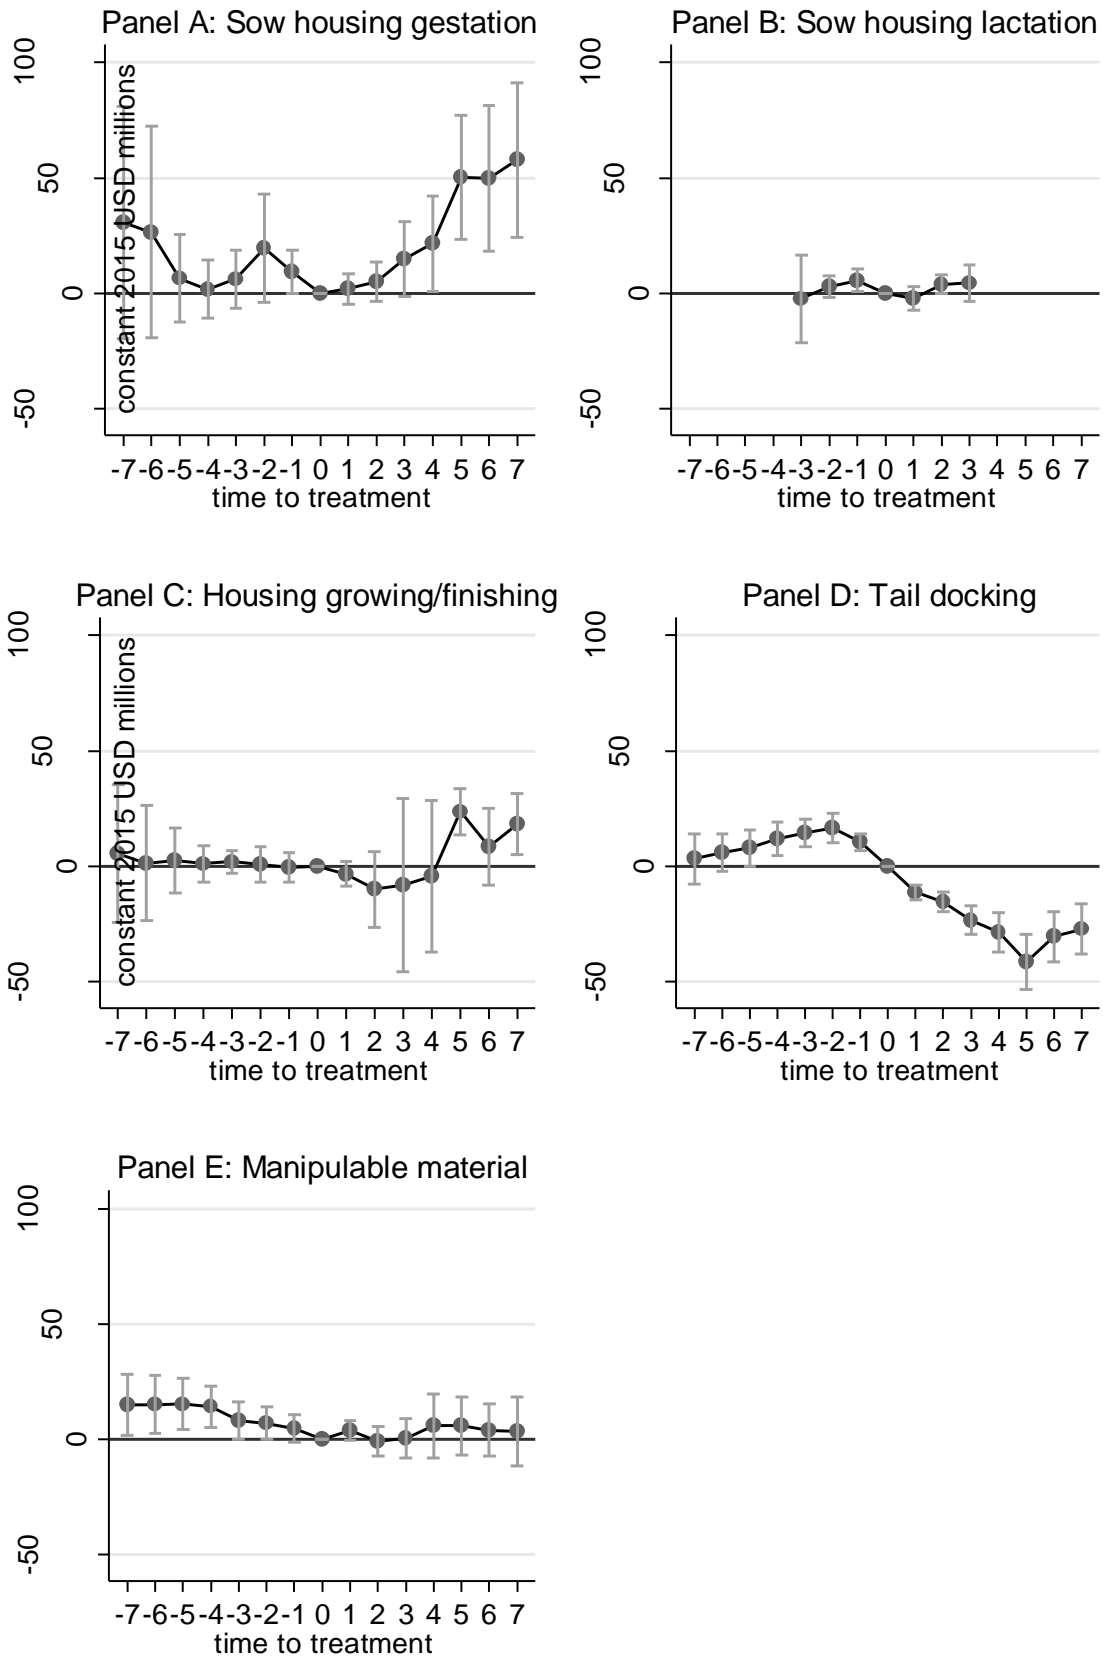 Panel A: Sow housing gestation
constant 2015 USD millions
100
50
0
-50
-7 -6 -5 -4 -3 -2 -1 0 1 2 3 4 5 6 7
time to treatment
Panel B: Sow housing lactation
100
50
0
-50
-7 -6 -5 -4 -3 -2 -1 0 1 2 3 4 5 6 7
time to treatment
Panel C: Housing growing/finishing
constant 2015 USD millions
100
50
0
-50
-7 -6 -5 -4 -3 -2 -1 0 1 2 3 4 5 6 7
time to treatment
Panel D: Tail docking
100
50
0
-50
-7 -6 -5 -4 -3 -2 -1 0 1 2 3 4 5 6 7
time to treatment
Panel E: Manipulable material
100
50
0
-50
-7 -6 -5 -4 -3 -2 -1 0 1 2 3 4 5 6 7
time to treatment